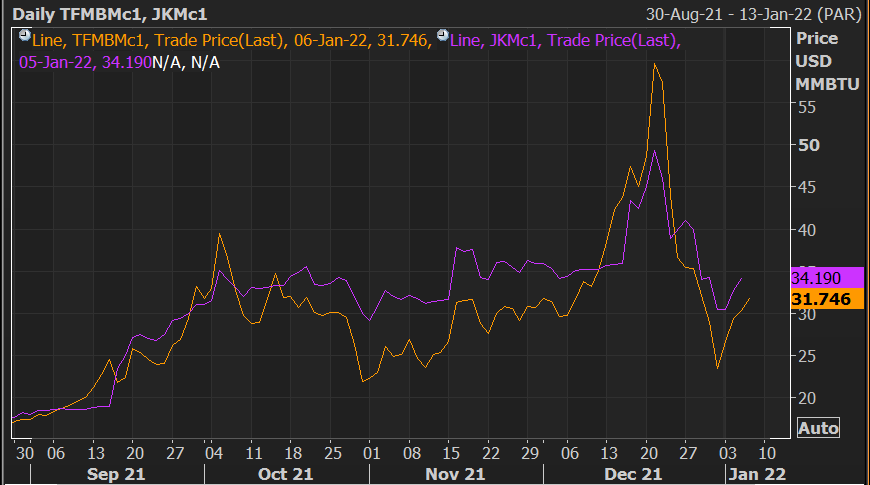 Daily TFMBMc1, JKMc1 30-Aug-21 - 13-Jan-22 (PAR)
Line, TFMBMc1, Trade Price(Last), 06-Jan-22, 31.746, Line, JKMc1, Trade Price(Last),
05-Jan-22, 34.190N/A, N/A
Price
USD
MMBTU
55
50
45
40
34.190
31.746
30
25
20
Auto
30 06 13 20 27 04 11 18 25 01 08 15 22 29 06 13 20 27 03 10
Sep 21 Oct 21 Nov 21 Dec 21 Jan 22